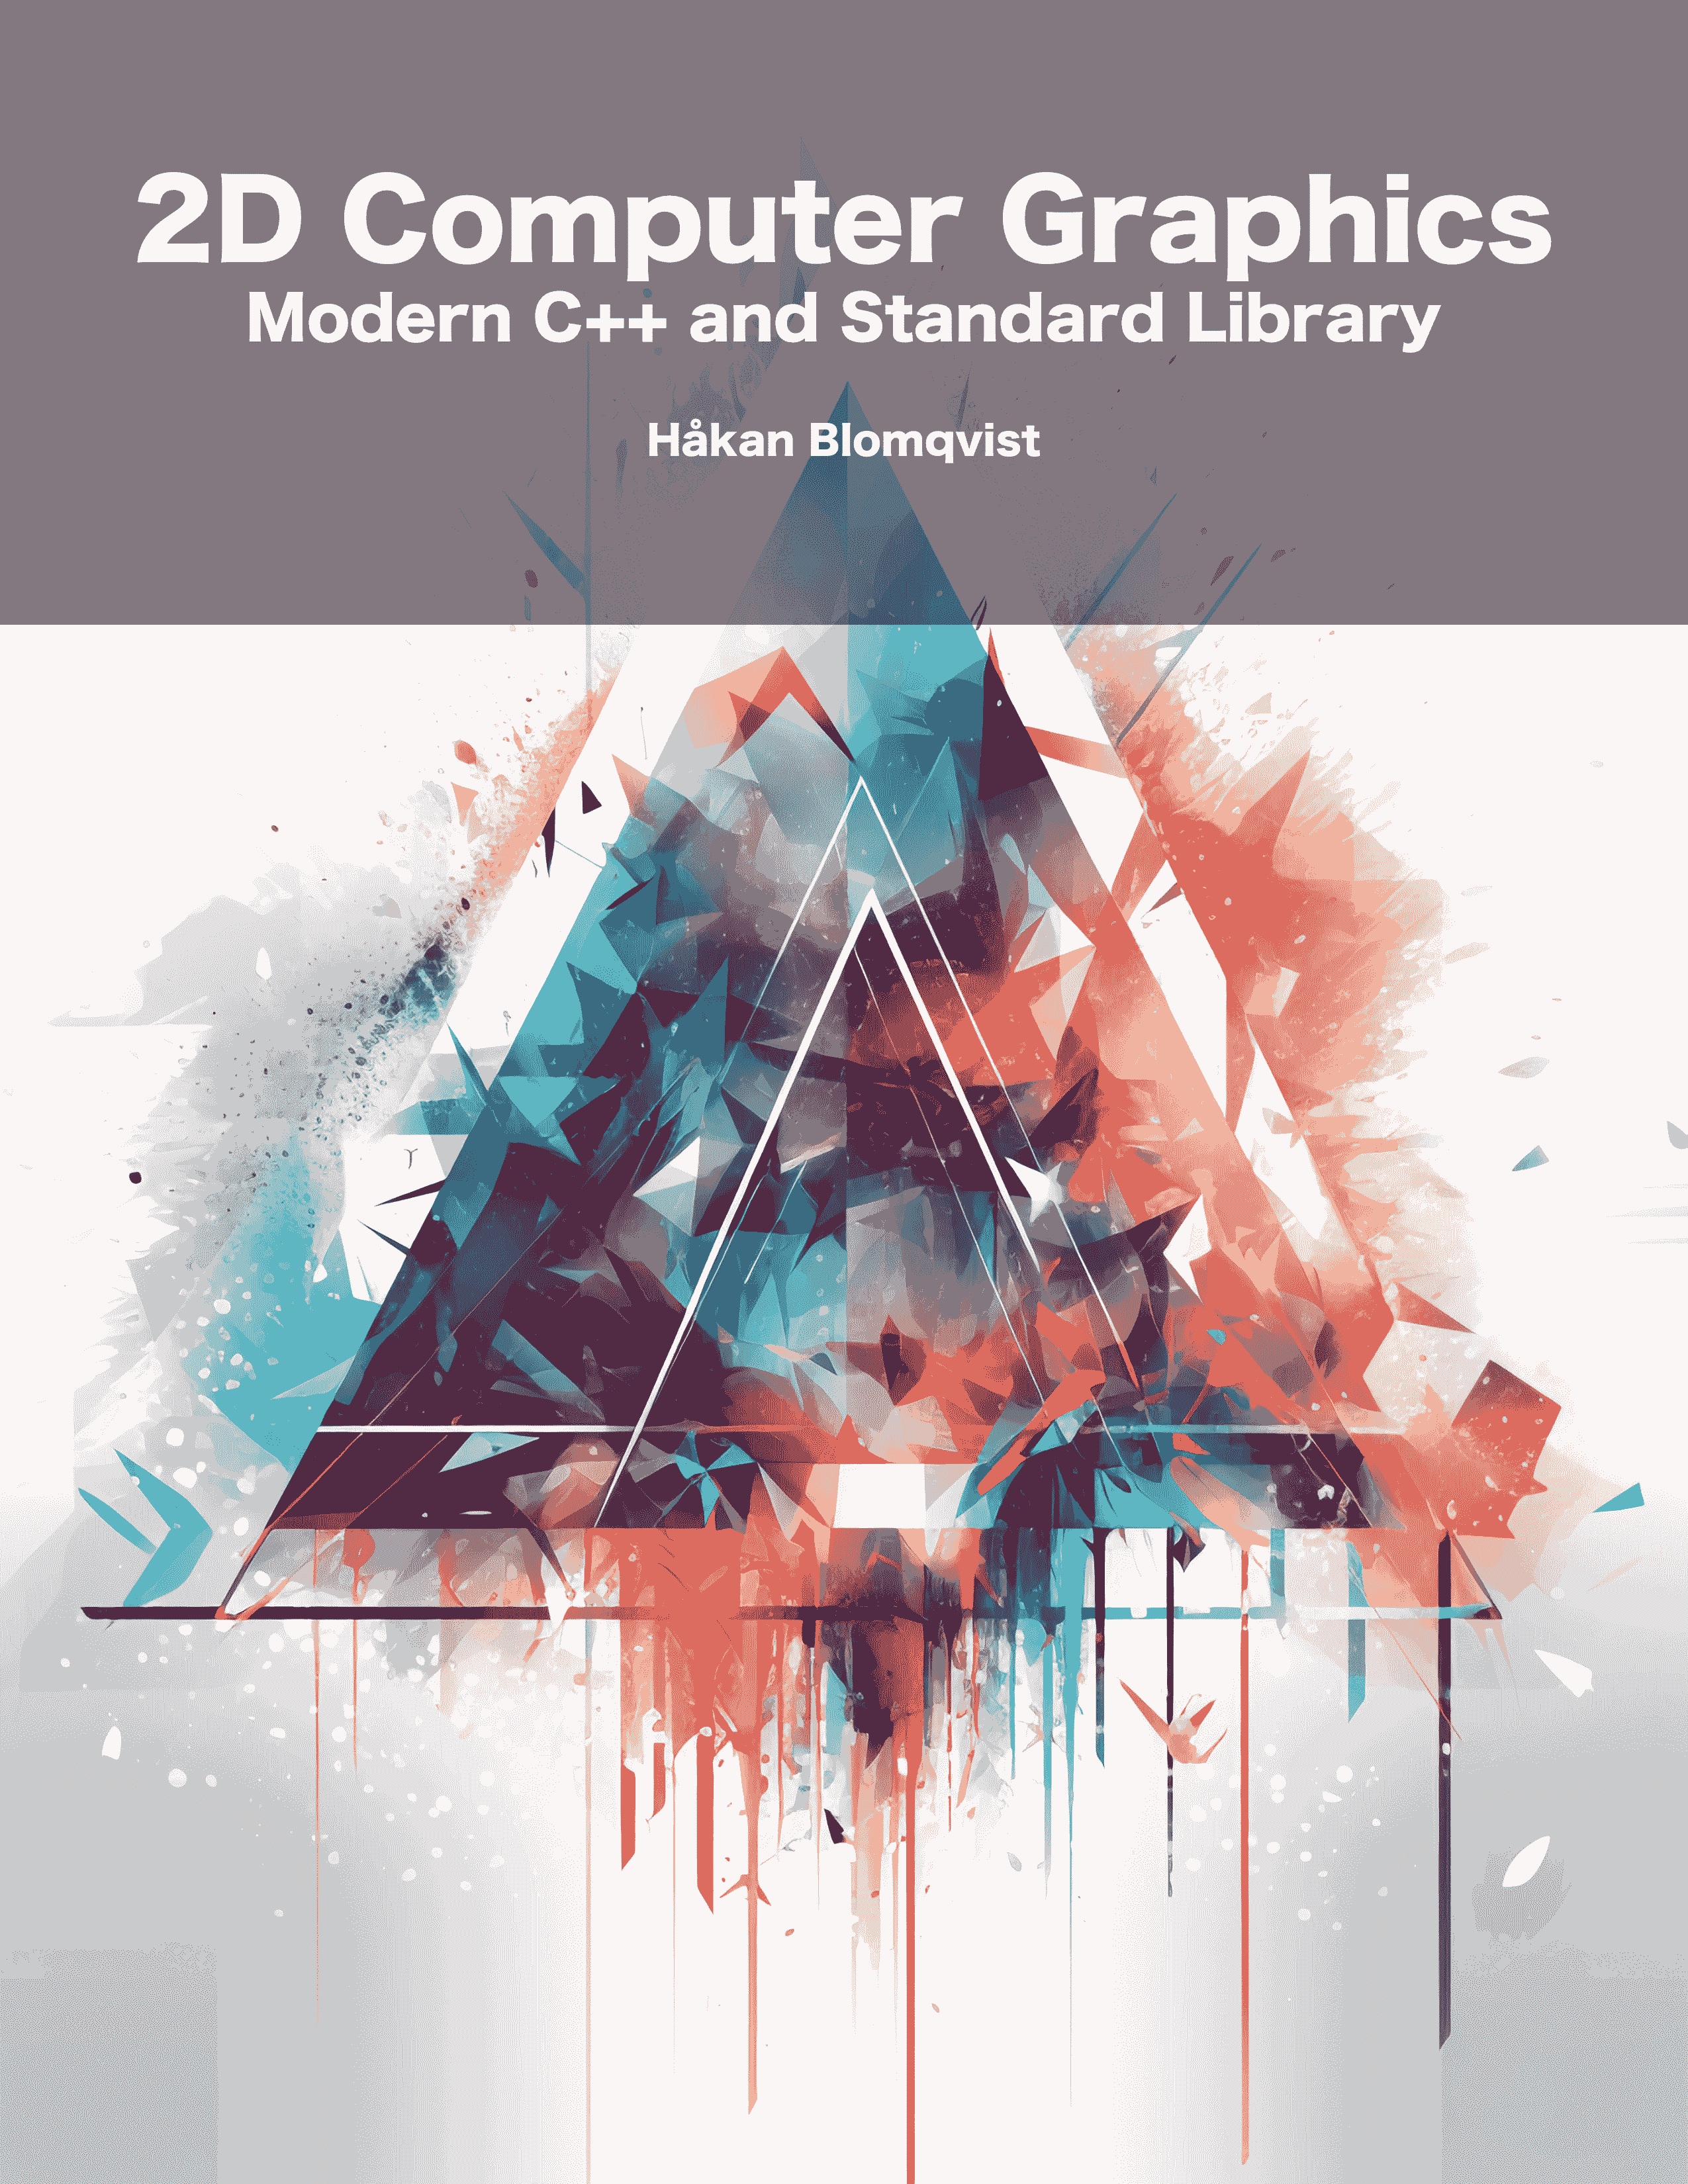 2D Computer Graphics
Modern C++ and Standard Library
Håkan Blomqvist